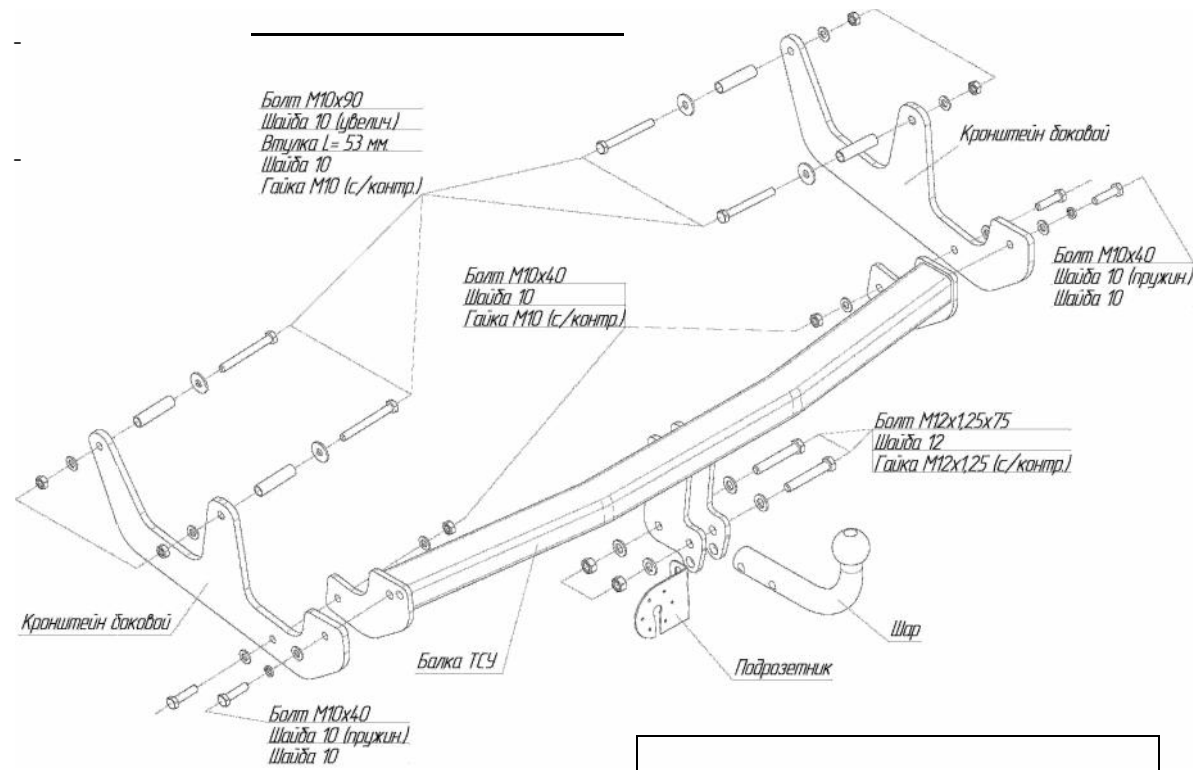 Болт М10х90
Шайба 10 (увелич.)
Втулка L= 53 мм.
Шайба 10
Гайка М10 (с/контр.)
Кронштейн боковой
Болт М10х40
Шайба 10 (пружин.)
Шайба 10
Болт М10х40
Шайба 10
Гайка М10 (с/контр.)
Болт М12х1,25х75
Шайба 12
Гайка М12х1,25 (с/контр.)
Кронштейн боковой
Балка ТСУ
Шар
Подрозетник
Болт М10х40
Шайба 10 (пружин.)
Шайба 10